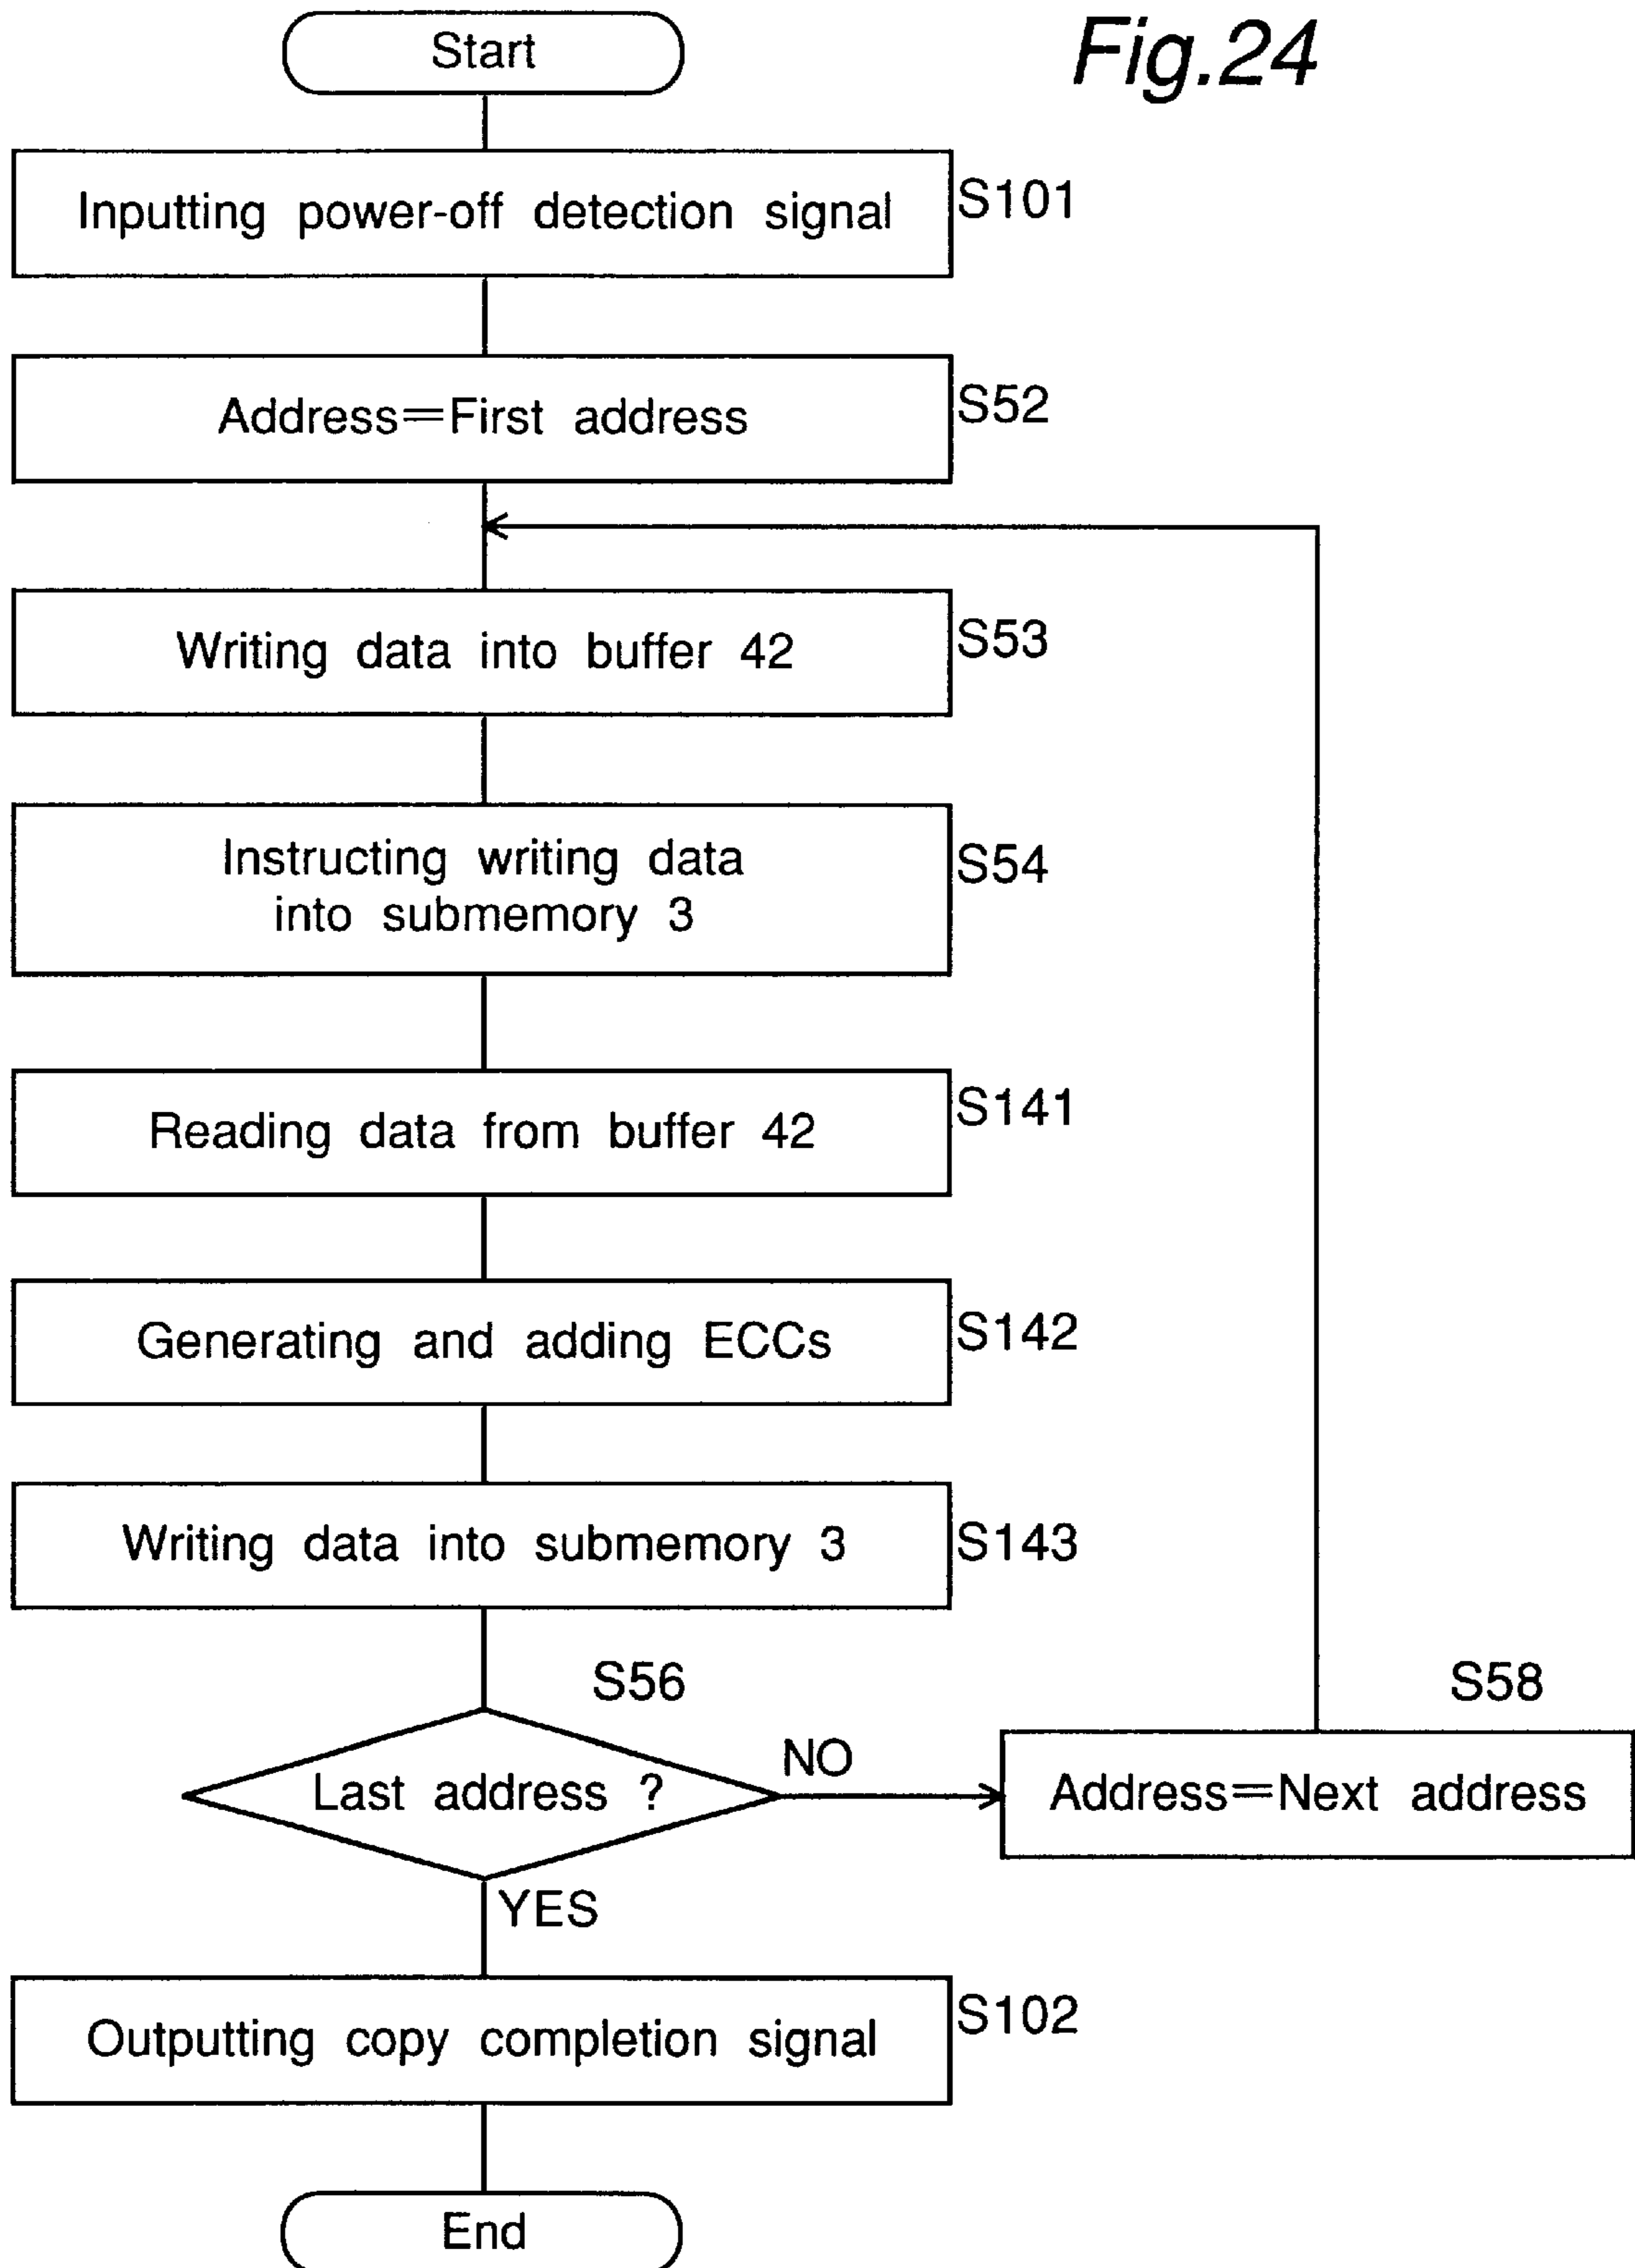 Fig.24
Start
Inputting power-off detection signal
S101
Address=First address
S52
Writing data into buffer 42
S53
Instructing writing data
into submemory 3
S54
Reading data from buffer 42
S141
Generating and adding ECCs
S142
Writing data into submemory 3
S143
S56
Last address ?
NO
S58
Address=Next address
YES
Outputting copy completion signal
S102
End